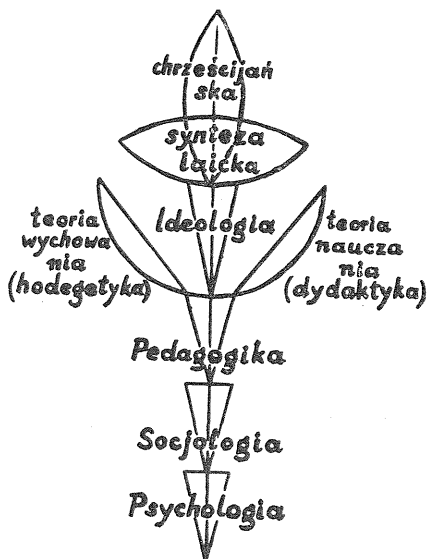 chrześcijań
ska
synteza
laicka
Ideologia
teoria
wychowa
nia
(hodegetyka)
teoria
naucza
nia
(dydaktyka)
Pedagogika
Socjologia
Psychologia